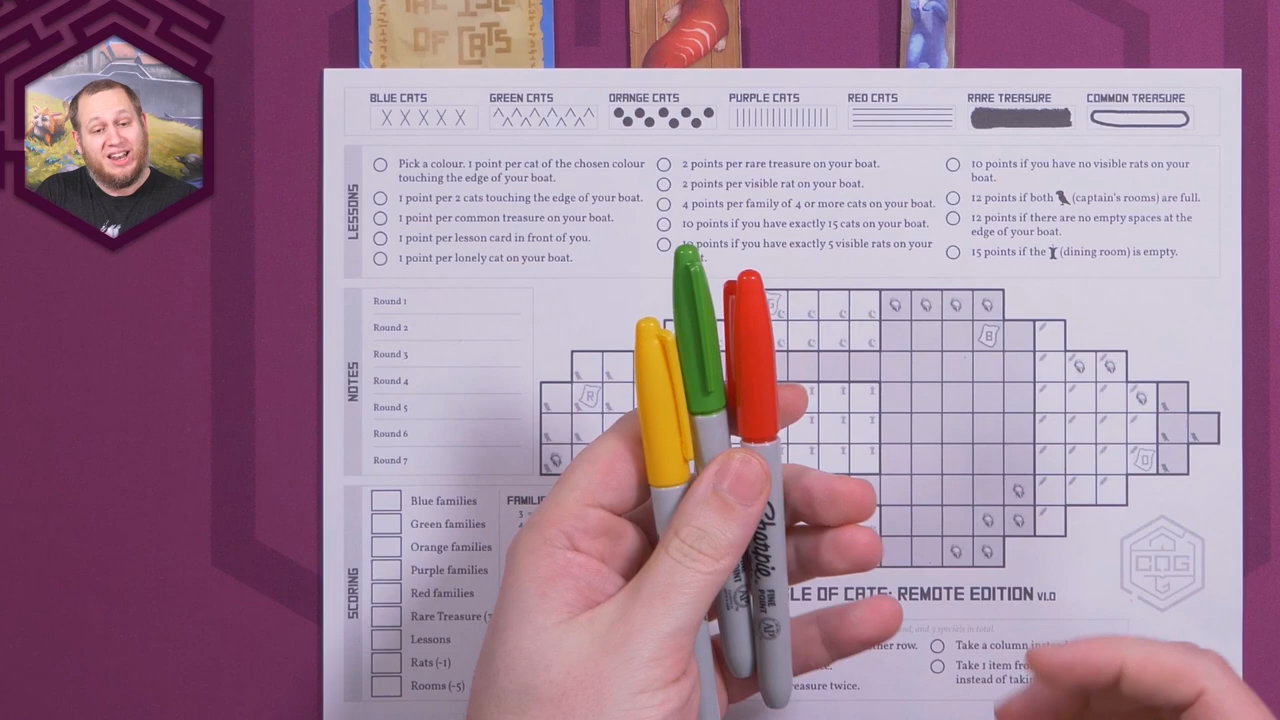 THE ISLE
OF CATS
BLUE CATS
GREEN CATS
ORANGE CATS
PURPLE CATS
RED CATS
RARE TREASURE
COMMON TREASURE
LESSONS
Pick a colour. 1 point per cat of the chosen colour
touching the edge of your boat.
1 point per 2 cats touching the edge of your boat.
1 point per common treasure on your boat.
1 point per lesson card in front of you.
1 point per lonely cat on your boat.
2 points per rare treasure on your boat.
2 points per visible rat on your boat.
4 points per family of 4 or more cats on your boat.
10 points if you have exactly 15 cats on your boat.
points if you have exactly 5 visible rats on your
10 points if you have no visible rats on your
boat.
12 points if both (captain's rooms) are full.
12 points if there are no empty spaces at the
edge of your boat.
15 points if the (dining room) is empty.
NOTES
Round 1
Round 2
Round 3
Round 4
Round 5
Round 6
Round 7
G
B
R
O
SCORING
Blue families
Green families
Orange families
Purple families
Red families
Rare Treasure
Lessons
Rats (-1)
Rooms (-5)
FAMILI
3 =
Sharpie.
FINE
POINT
AP
POINT
AP
COG
LE OF CATS: REMOTE EDITION V1.0
and 3 specials in total.
her row.
easure twice.
Take a column
Take 1 item
instead of